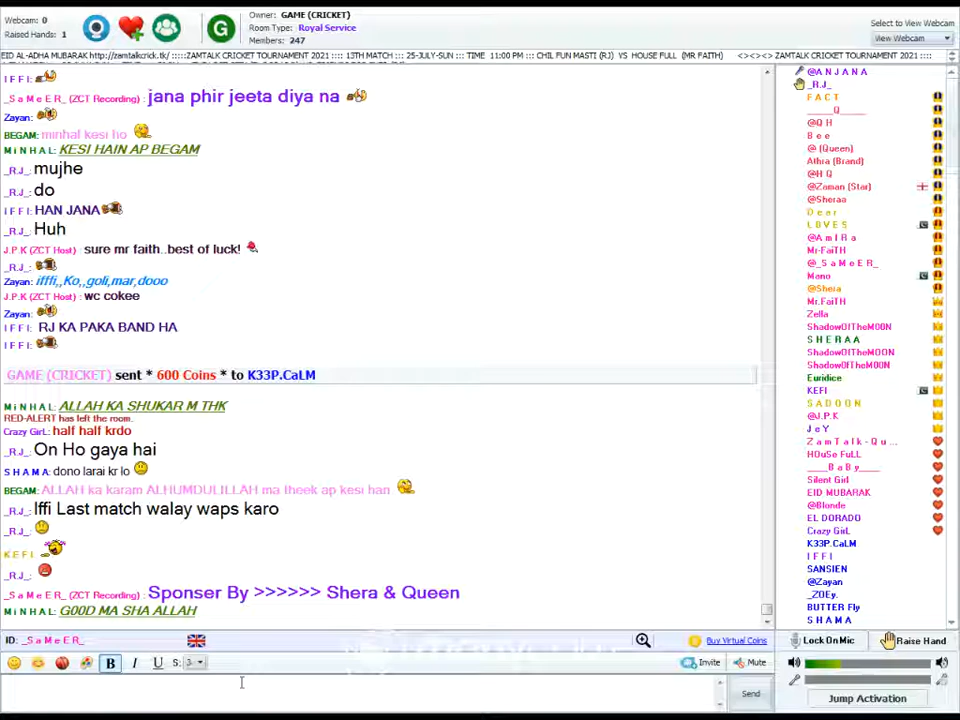 Webcam: 0
Raised Hands: 1
Owner: GAME (CRICKET)
Room Type: Royal Service
Members: 247
Select to View Webcam
View Webcam
EID AL-ADHA MUBARAK http://zamtalkcrick.tk/ :::::ZAMTALK CRICKET TOURNAMENT 2021 :::: 13TH MATCH ::: 25-JULY-SUN ::: TIME 11:00 PM ::: CHIL FUN MASTI (RJ) VS HOUSE FULL (MR FAITH) ::::: ZAMTALK CRICKET TOURNAMENT 2021 ::::
I F F I:
_S a M e E R_ (ZCT Recording) : jana phir jeeta diya na
Zayan:
BEGAM: minhal kesi ho
MiNHAL: KESI HAIN AP BEGAM
_R.J_: mujhe
_R.J_: do
I F F I: HAN JANA
_R.J_: Huh
J.P.K (ZCT Host) : sure mr faith..best of luck!
_R.J_:
Zayan: ifffi,,Ko,,goli,mar,dooo
J.P.K (ZCT Host) : wc cokee
Zayan:
I F F I: RJ KA PAKA BAND HA
I F F I:
GAME (CRICKET) sent * 600 Coins * to K33P.CaLM
MiNHAL: ALLAH KA SHUKAR M THK
RED-ALERT has left the room.
Crazy GirL: half half krdo
_R.J_: On Ho gaya hai
S H A M A: dono larai kr lo
BEGAM: ALLAH ka karam ALHUMDULILLAH ma theek ap kesi han
_R.J_: Iffi Last match walay waps karo
_R.J_:
K E F I:
_R.J_:
_S a M e E R_ (ZCT Recording) : Sponser By >>>>>> Shera & Queen
MiNHAL: G00D MA SHA ALLAH
@A N J A N A
_R.J_
F A C T
____Q____
@Q H
B e e
@ (Queen)
Athra (Brand)
@H Q
@Zaman (Star)
@Sheraa
D e a r
L O V E S
@A m I R a
Mr-FaiTH
@_S a M e E R_
Mano
@Shera
Mr.FaiTH
Zella
ShadowOfTheM00N
S H E R A A
ShadowOfTheMOON
ShadowOfTheM00N
Euridice
KEFI
S A D O O N
@J.P.K
J e Y
Z a m T a l k - Q u ...
HOuSe FuLL
____B a B y____
Silent Girl
EID MUBARAK
@Blonde
EL DORADO
Crazy GirL
K33P.CaLM
I F F I
SANSIEN
@Zayan
_ZOEy.
BUTTER Fly
S H A M A
ID: _S a M e E R_
Buy Virtual Coins
Lock On Mic
Raise Hand
B I U S: 3
Invite
Mute
Send
Jump Activation